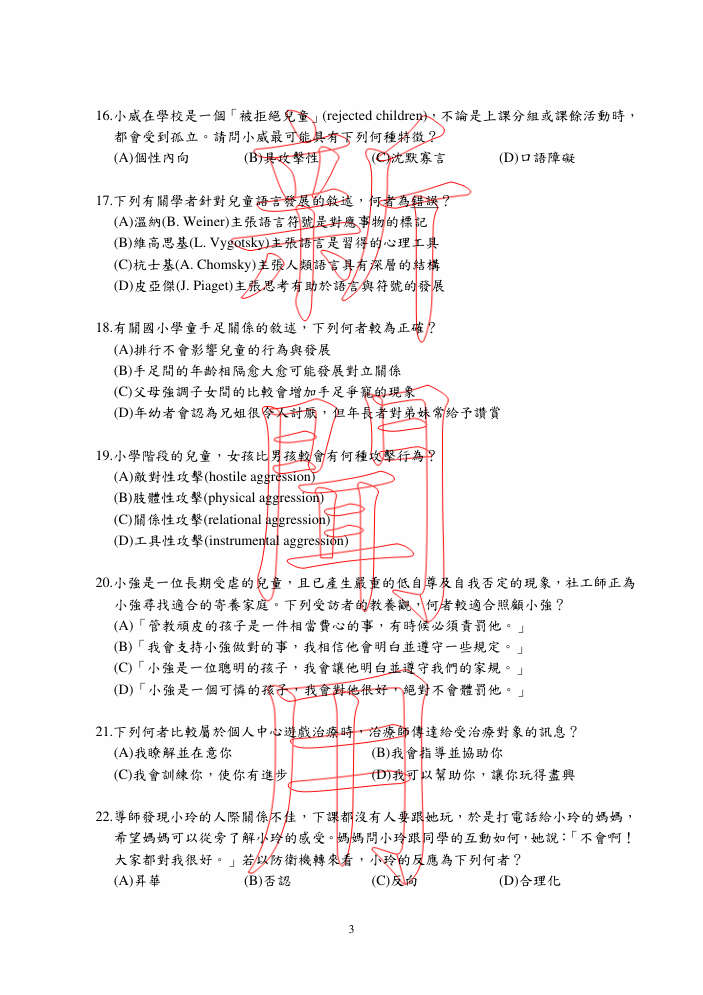 16.小威在學校是一個「被拒絕兒童」(rejected children)，不論是上課分組或課餘活動時，
都會受到孤立。請問小威最可能具有下列何種特徵？
(A)個性內向 (B)具攻擊性 (C)沈默寡言 (D)口語障礙
17.下列有關學者針對兒童語言發展的敘述，何者為錯誤？
(A)溫納(B. Weiner)主張語言符號是對應事物的標記
(B)維高思基(L. Vygotsky)主張語言是習得的心理工具
(C)杭士基(A. Chomsky)主張人類語言具有深層的結構
(D)皮亞傑(J. Piaget)主張思考有助於語言與符號的發展
18.有關國小學童手足關係的敘述，下列何者較為正確？
(A)排行不會影響兒童的行為與發展
(B)手足間的年齡相隔愈大愈可能發展對立關係
(C)父母強調子女間的比較會增加手足爭寵的現象
(D)年幼者會認為兄姐很令人討厭，但年長者對弟妹常給予讚賞
19.小學階段的兒童，女孩比男孩較會有何種攻擊行為？
(A)敵對性攻擊(hostile aggression)
(B)肢體性攻擊(physical aggression)
(C)關係性攻擊(relational aggression)
(D)工具性攻擊(instrumental aggression)
20.小強是一位長期受虐的兒童，且已產生嚴重的低自尊及自我否定的現象，社工師正為
小強尋找適合的寄養家庭。下列受訪者的教養觀，何者較適合照顧小強？
(A)「管教頑皮的孩子是一件相當費心的事，有時候必須責罰他。」
(B)「我會支持小強做對的事，我相信他會明白並遵守一些規定。」
(C)「小強是一位聰明的孩子，我會讓他明白並遵守我們的家規。」
(D)「小強是一個可憐的孩子，我會對他很好，絕對不會體罰他。」
21.下列何者比較屬於個人中心遊戲治療時，治療師傳達給受治療對象的訊息？
(A)我瞭解並在意你 (B)我會指導並協助你
(C)我會訓練你，使你有進步 (D)我可以幫助你，讓你玩得盡興
22.導師發現小玲的人際關係不佳，下課都沒有人要跟她玩，於是打電話給小玲的媽媽，
希望媽媽可以從旁了解小玲的感受。媽媽問小玲跟同學的互動如何，她說：「不會啊！
大家都對我很好。」若以防衛機轉來看，小玲的反應為下列何者？
(A)昇華 (B)否認 (C)反向 (D)合理化
3
新聞用